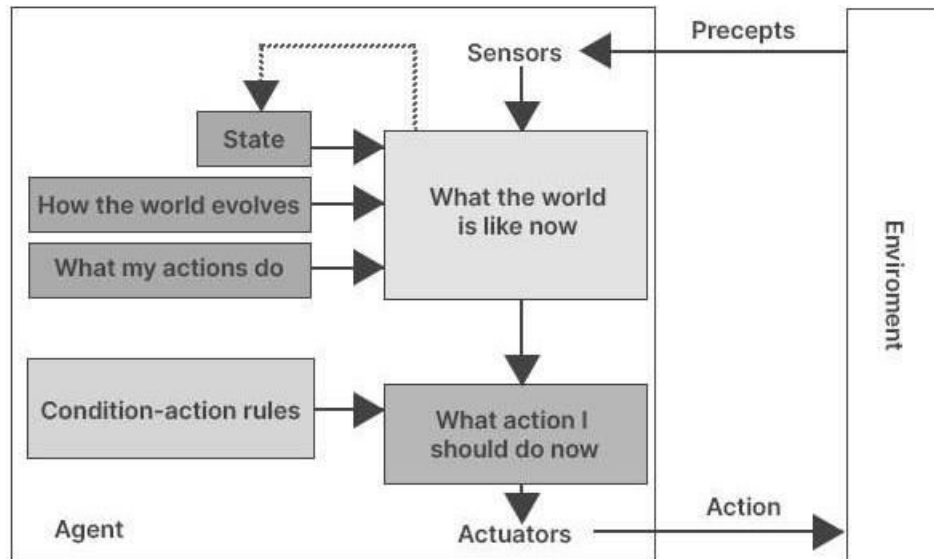 Precepts
Sensors
State
How the world evolves
What my actions do
What the world
is like now
Enviroment
Condition-action rules
What action I
should do now
Agent
Actuators
Action